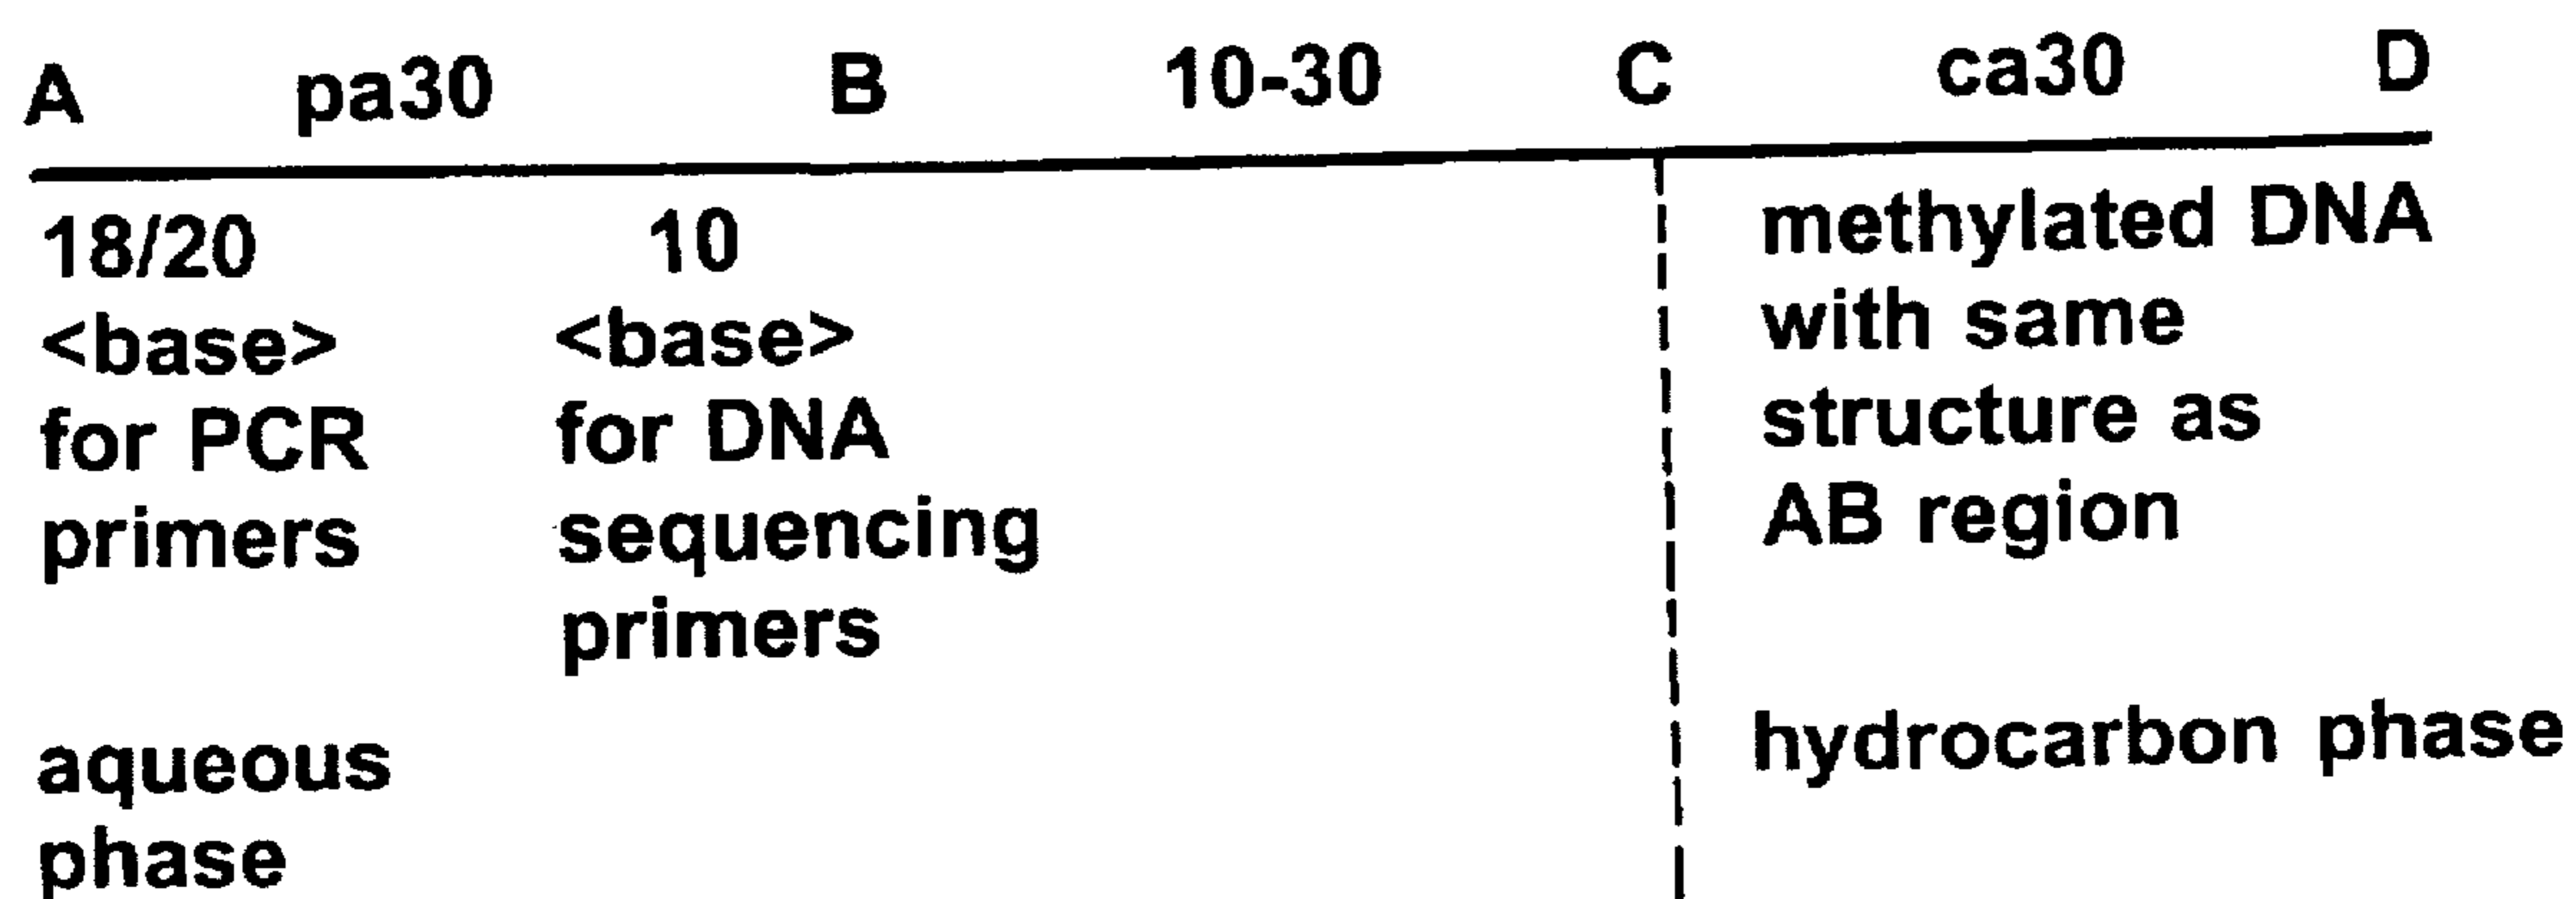 A pa30 B 10-30 C ca30 D
18/20
<base>
for PCR
primers
10
<base>
for DNA
sequencing
primers
methylated DNA
with same
structure as
AB region
aqueous
phase
hydrocarbon phase